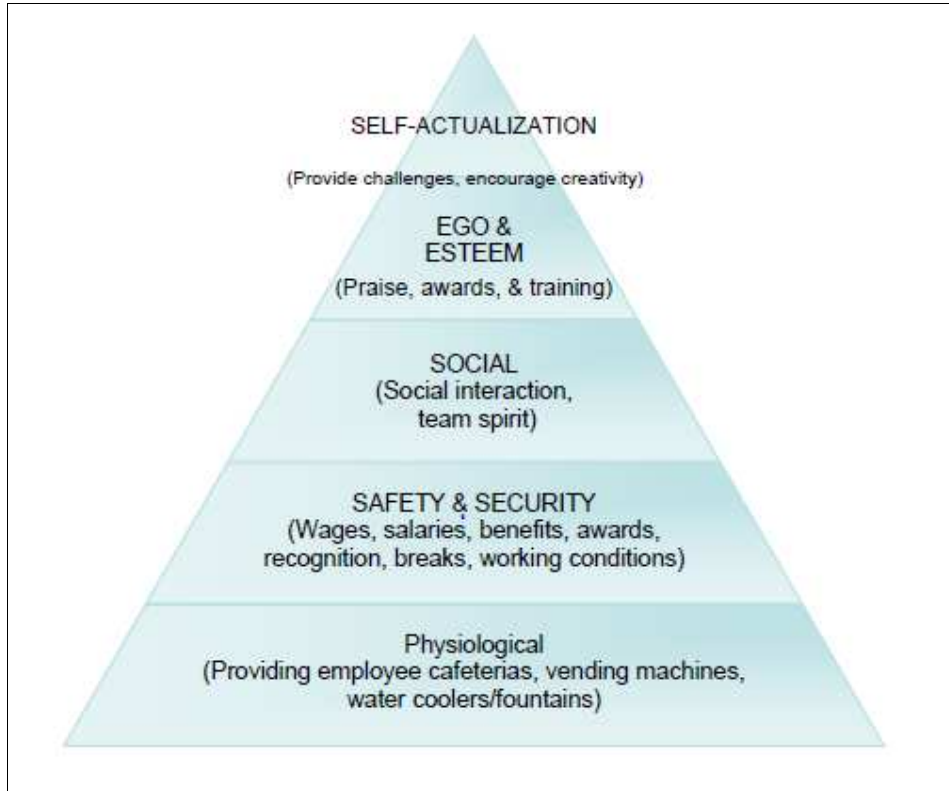 SELF-ACTUALIZATION
(Provide challenges, encourage creativity)
EGO &
ESTEEM
(Praise, awards, & training)
SOCIAL
(Social interaction,
team spirit)
SAFETY & SECURITY
(Wages, salaries, benefits, awards,
recognition, breaks, working conditions)
Physiological
(Providing employee cafeterias, vending machines,
water coolers/fountains)